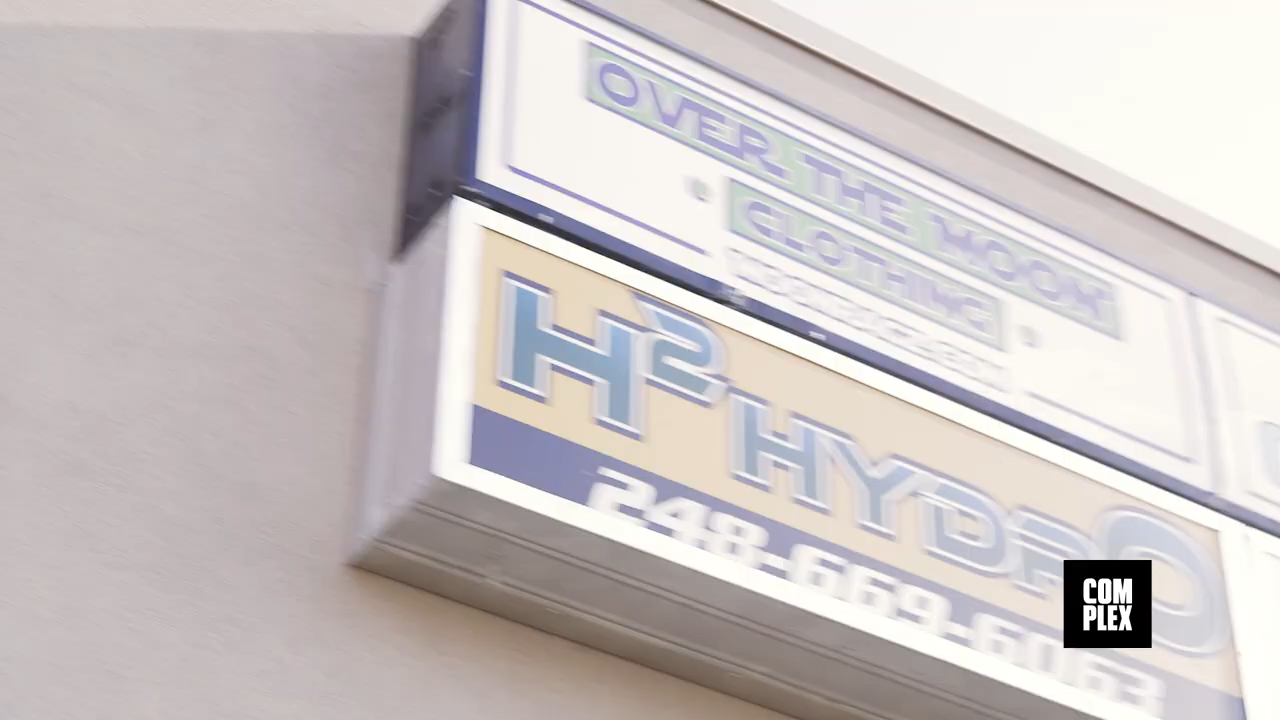 OVER THE MOON
CLOTHING
H2 HYDRO
248-669-6063
COM
PLEX